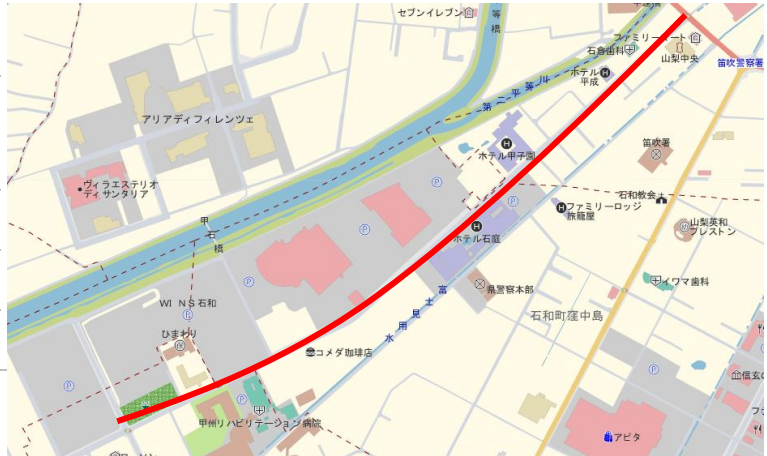 セブンイレブン
等橋
ファミリーマート
石倉歯科
山梨中央
笛吹警察署
ホテル
平成
第二平等川
アリアディフィレンツェ
ホテル甲子園
笛吹署
ヴィラエステリオ
ディサンタリア
石和教会
ファミリーロッジ
旅籠屋
甲石橋
山梨英和
プレストン
ホテル石庭
イワマ歯科
県警察本部
WINS石和
富士見用水
石和町窪中島
ひまわり
コメダ珈琲店
信玄の
甲州リハビリテーション病院
アピタ